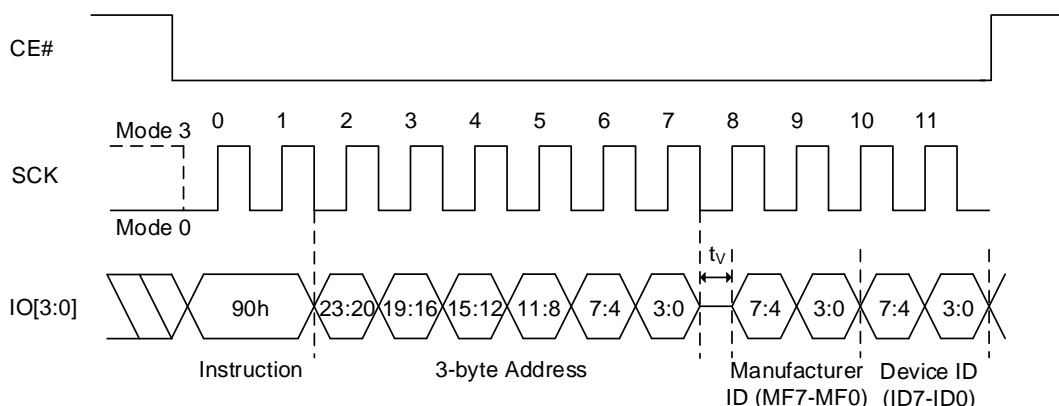 CE#
0 1 2 3 4 5 6 7 8 9 10 11
Mode 3
SCK
Mode 0
tV
IO[3:0] 90h 23:20 19:16 15:12 11:8 7:4 3:0 7:4 3:0 7:4 3:0
Instruction 3-byte Address Manufacturer Device ID
ID (MF7-MF0) (ID7-ID0)